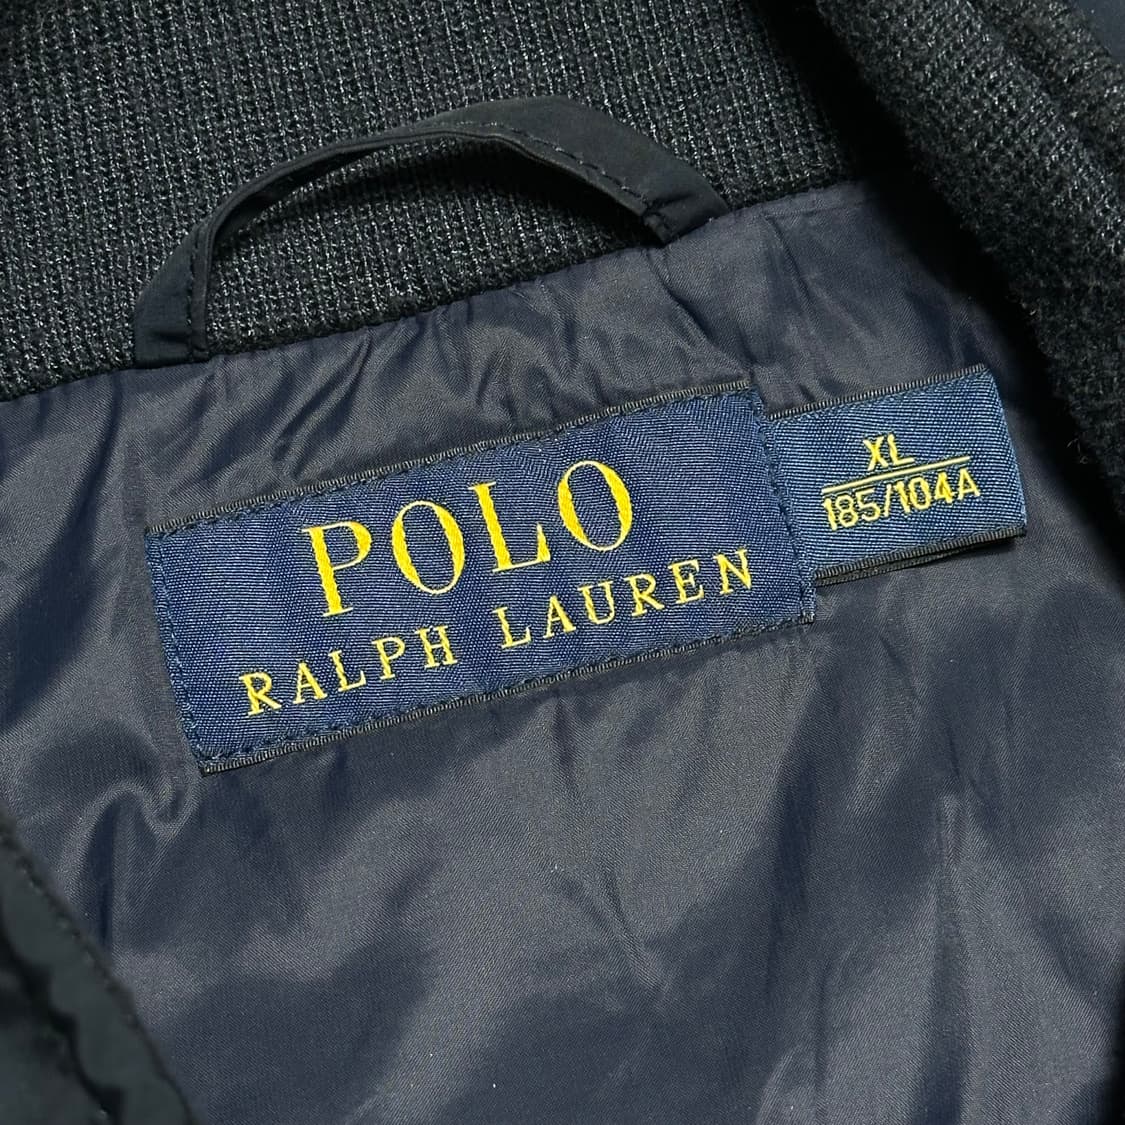 POLO
RALPH LAUREN
XL
185/104A